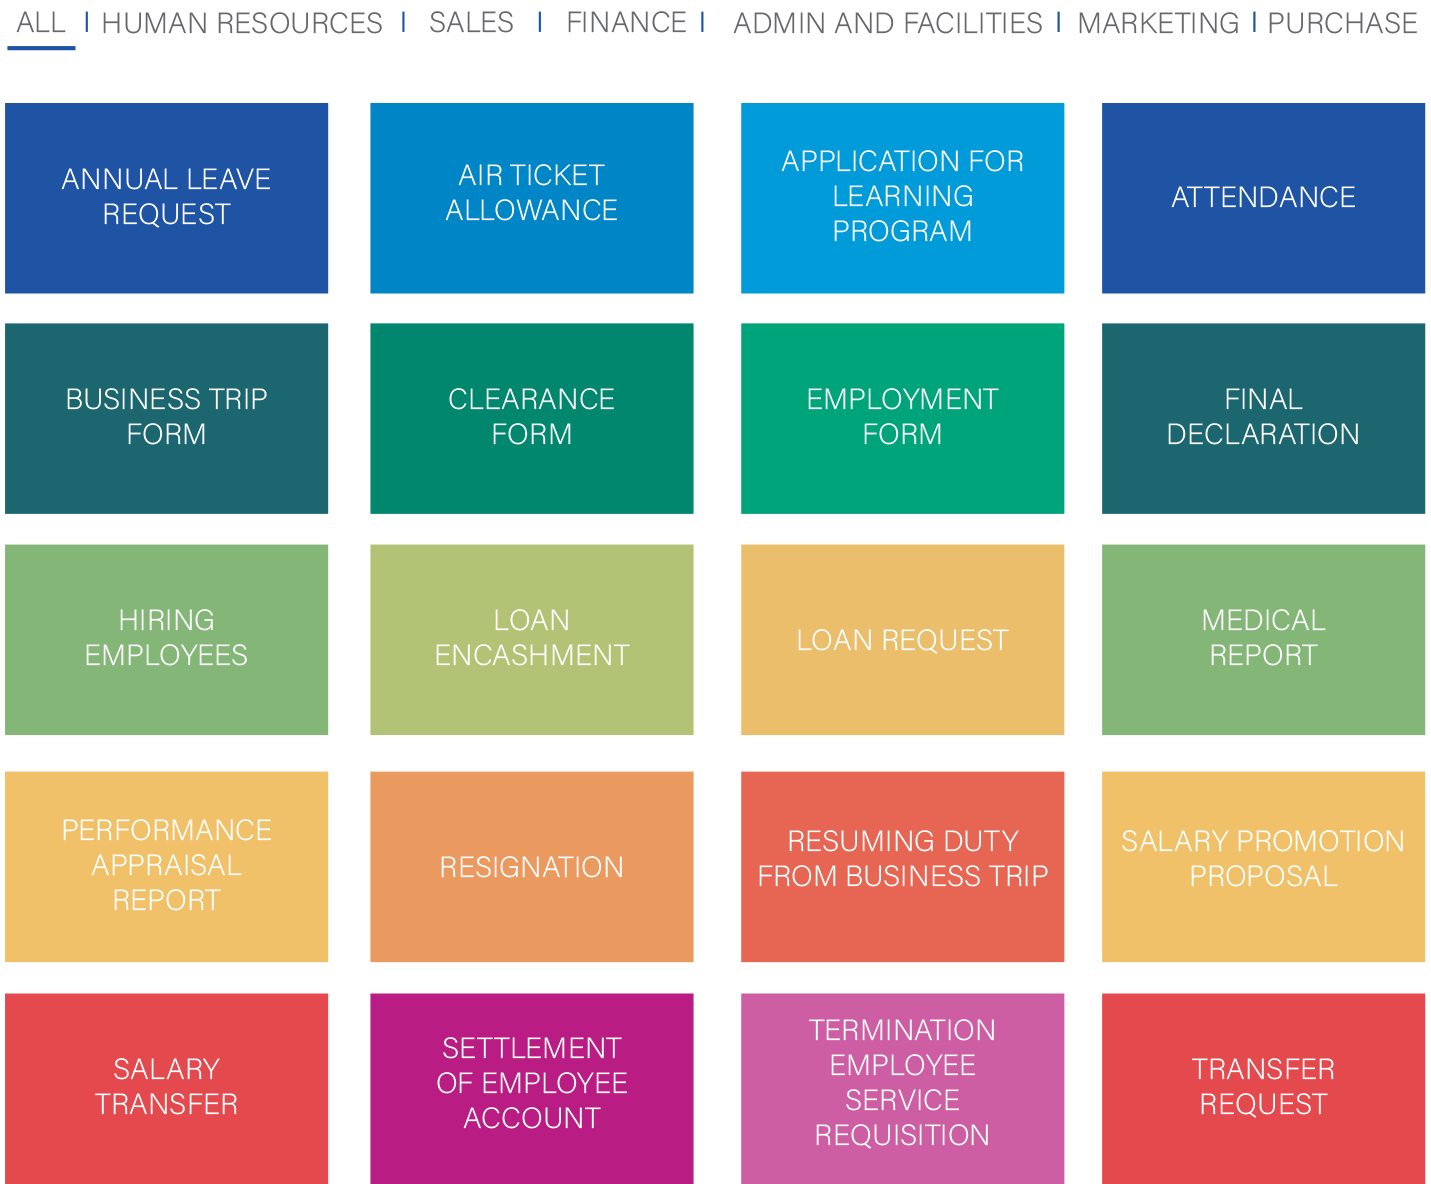 ALL | HUMAN RESOURCES | SALES | FINANCE | ADMIN AND FACILITIES | MARKETING | PURCHASE
ANNUAL LEAVE
REQUEST
AIR TICKET
ALLOWANCE
APPLICATION FOR
LEARNING
PROGRAM
ATTENDANCE
BUSINESS TRIP
FORM
CLEARANCE
FORM
EMPLOYMENT
FORM
FINAL
DECLARATION
HIRING
EMPLOYEES
LOAN
ENCASHMENT
LOAN REQUEST
MEDICAL
REPORT
PERFORMANCE
APPRAISAL
REPORT
RESIGNATION
RESUMING DUTY
FROM BUSINESS TRIP
SALARY PROMOTION
PROPOSAL
SALARY
TRANSFER
SETTLEMENT
OF EMPLOYEE
ACCOUNT
TERMINATION
EMPLOYEE
SERVICE
REQUISITION
TRANSFER
REQUEST